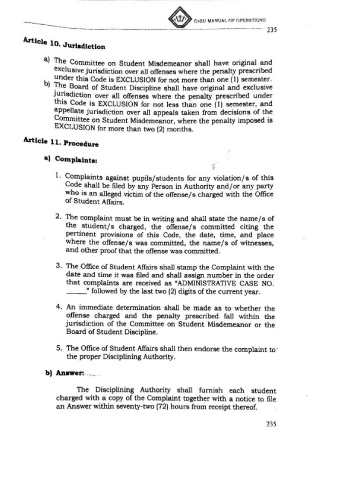 CvSU MANUAL OF OPERATIONS
235
Article 10. Jurisdiction
a) The Committee on Student Misdemeanor shall have original and
exclusive jurisdiction over all offenses where the penalty prescribed
under this Code is EXCLUSION for not more than one (1) semester.
b) The Board of Student Discipline shall have original and exclusive
jurisdiction over all offenses where the penalty prescribed under
this Code is EXCLUSION for not less than one (1) semester, and
appellate jurisdiction over all appeals taken from decisions of the
Committee on Student Misdemeanor, where the penalty imposed is
EXCLUSION for more than two (2) months.
Article 11. Procedure
a) Complaints:
1. Complaints against pupils/students for any violation/s of this
Code shall be filed by any Person in Authority and/or any party
who is an alleged victim of the offense/s charged with the Office
of Student Affairs.
2. The complaint must be in writing and shall state the name/s of
the student/s charged, the offense/s committed citing the
pertinent provisions of this Code, the date, time, and place
where the offense/s was committed, the name/s of witnesses,
and other proof that the offense was committed.
3. The Office of Student Affairs shall stamp the Complaint with the
date and time it was filed and shall assign number in the order
that complaints are received as "ADMINISTRATIVE CASE NO.
_____" followed by the last two (2) digits of the current year.
4. An immediate determination shall be made as to whether the
offense charged and the penalty prescribed fall within the
jurisdiction of the Committee on Student Misdemeanor or the
Board of Student Discipline.
5. The Office of Student Affairs shall then endorse the complaint to
the proper Disciplining Authority.
b) Answer:
The Disciplining Authority shall furnish each student
charged with a copy of the Complaint together with a notice to file
an Answer within seventy-two (72) hours from receipt thereof.
235